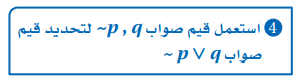 4 استعمل قيم صواب ~p , q لتحديد قيم
صواب ~ p ∨ q